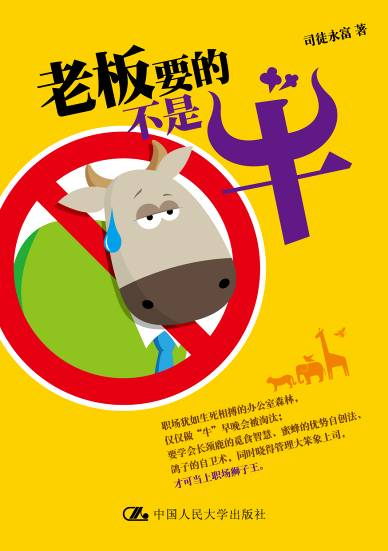 司徒永富 著
老板要的
不是
牛
职场犹如生死相搏的办公室森林，
仅仅做“牛”早晚会被淘汰；
要学会长颈鹿的觅食智慧、蜜蜂的优势自创法、
鸽子的自卫术，同时晓得管理大笨象上司，
才可当上职场狮子王。
中国人民大学出版社